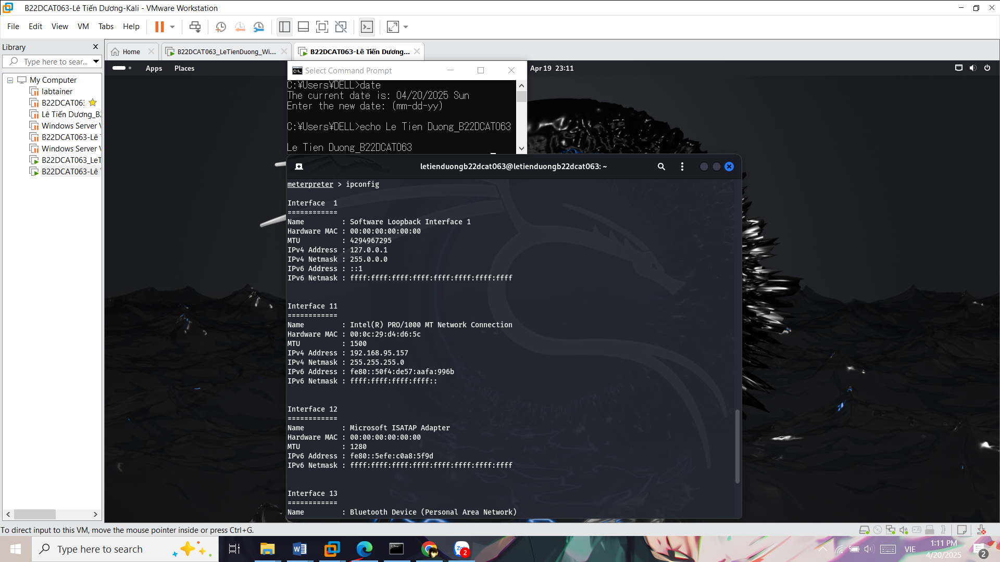 B22DCAT063-Lê Tiến Dương-Kali - VMware Workstation
File Edit View VM Tabs Help
Library
Type here to sear...
My Computer
labtainer
B22DCAT063
Lê Tiến Dương_B2
Windows Server V
B22DCAT063-Lê T
Windows Server V
B22DCAT063_LeT
B22DCAT063-Lê T
Home
B22DCAT063_LeTienDuong_Wi...
B22DCAT063-Lê Tiến Dương...
Apps Places
Apr 19 23:11
Select Command Prompt
C:¥Users¥DELL>date
The current date is: 04/20/2025 Sun
Enter the new date: (mm-dd-yy)
C:¥Users¥DELL>echo Le Tien Duong_B22DCAT063
Le Tien Duong_B22DCAT063
letienduongb22dcat063@letienduongb22dcat063: ~
meterpreter > ipconfig
Interface  1
============
Name         : Software Loopback Interface 1
Hardware MAC : 00:00:00:00:00:00
MTU          : 4294967295
IPv4 Address : 127.0.0.1
IPv4 Netmask : 255.0.0.0
IPv6 Address : ::1
IPv6 Netmask : ffff:ffff:ffff:ffff:ffff:ffff:ffff:ffff
Interface 11
============
Name         : Intel(R) PRO/1000 MT Network Connection
Hardware MAC : 00:0c:29:d4:d6:5c
MTU          : 1500
IPv4 Address : 192.168.95.157
IPv4 Netmask : 255.255.255.0
IPv6 Address : fe80::50f4:de57:aafa:996b
IPv6 Netmask : ffff:ffff:ffff:ffff::
Interface 12
============
Name         : Microsoft ISATAP Adapter
Hardware MAC : 00:00:00:00:00:00
MTU          : 1280
IPv6 Address : fe80::5efe:c0a8:5f9d
IPv6 Netmask : ffff:ffff:ffff:ffff:ffff:ffff:ffff:ffff
Interface 13
============
Name         : Bluetooth Device (Personal Area Network)
To direct input to this VM, move the mouse pointer inside or press Ctrl+G.
Type here to search
VIE
1:11 PM
4/20/2025
2
2